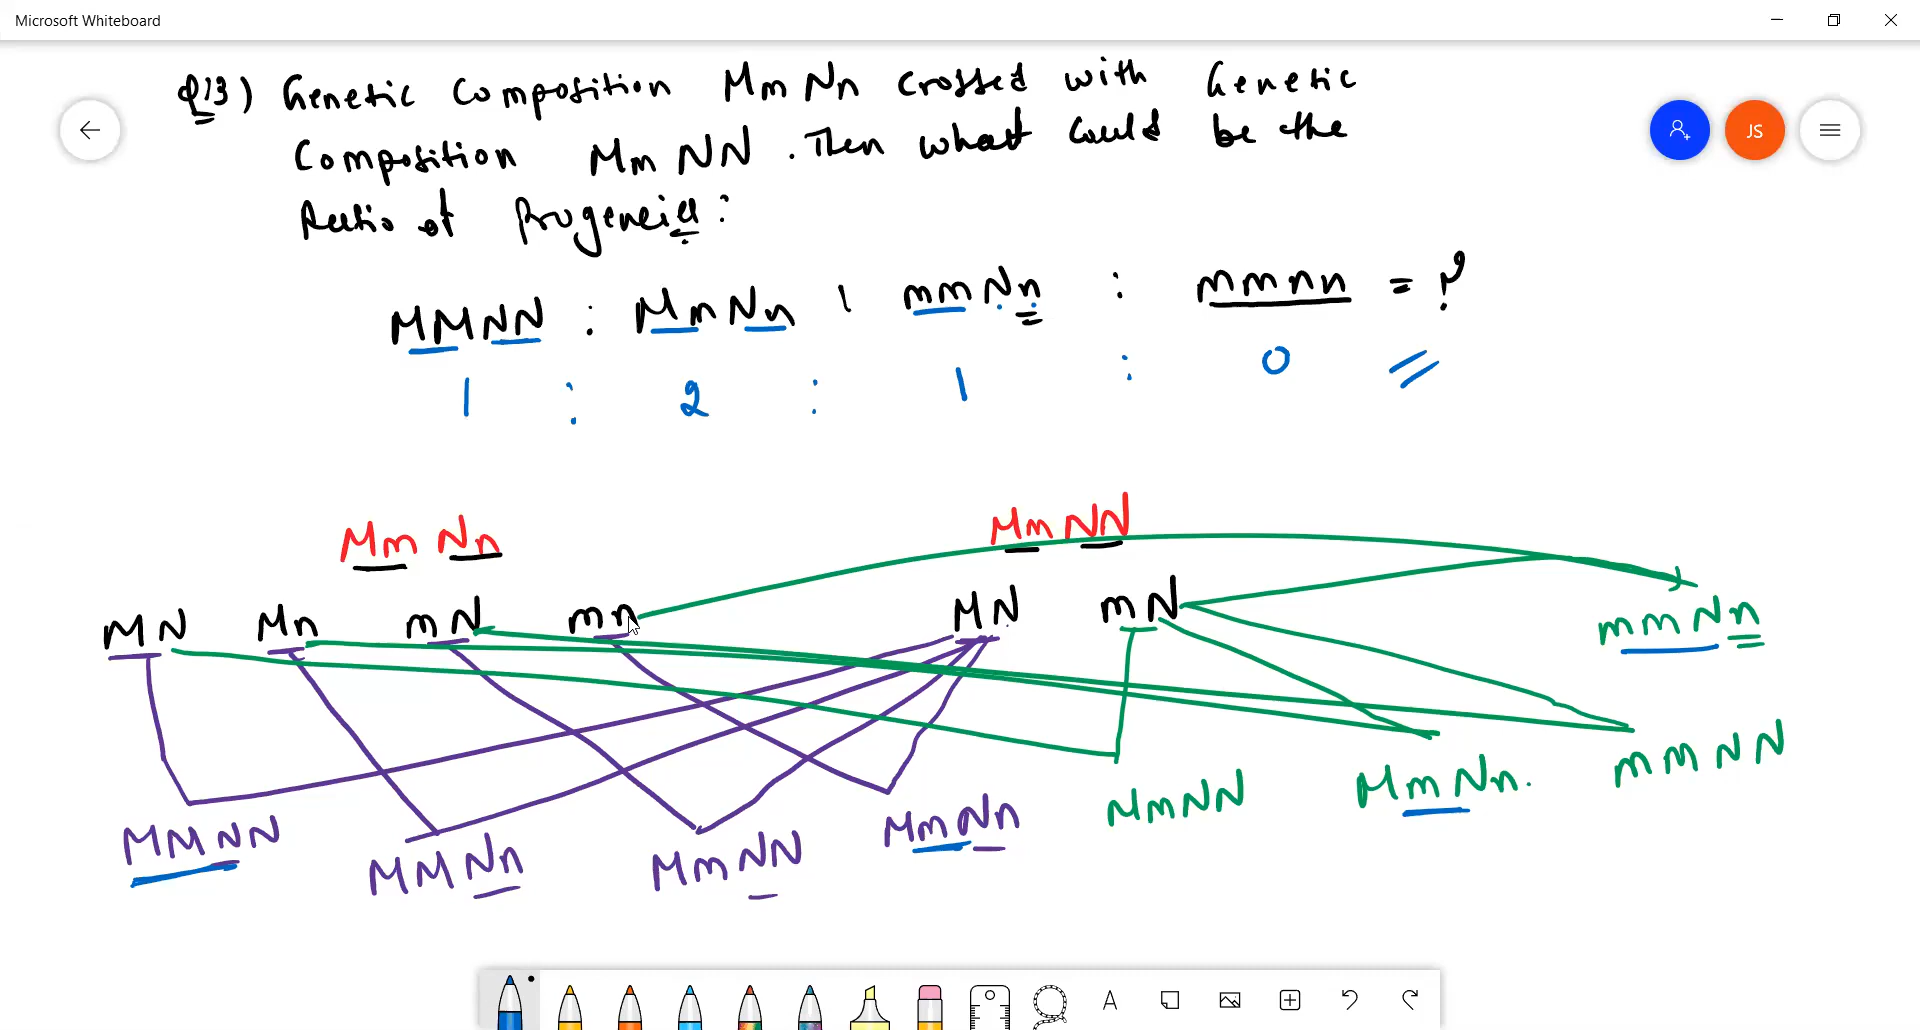 Microsoft Whiteboard
Q13) Genetic Composition MmNn crossed with Genetic
Composition MmNN. Then what could be the
Ratio of Progenies:
MMNN : MmNn : mmNn : mmnn = ?
1 : 2 : 1 : 0
JS
MmNn MmNN
MN Mn mN mn MN mN
mmNn
MMNN MMNn MmNN MmNn MmNN MmNn. mmNN
A